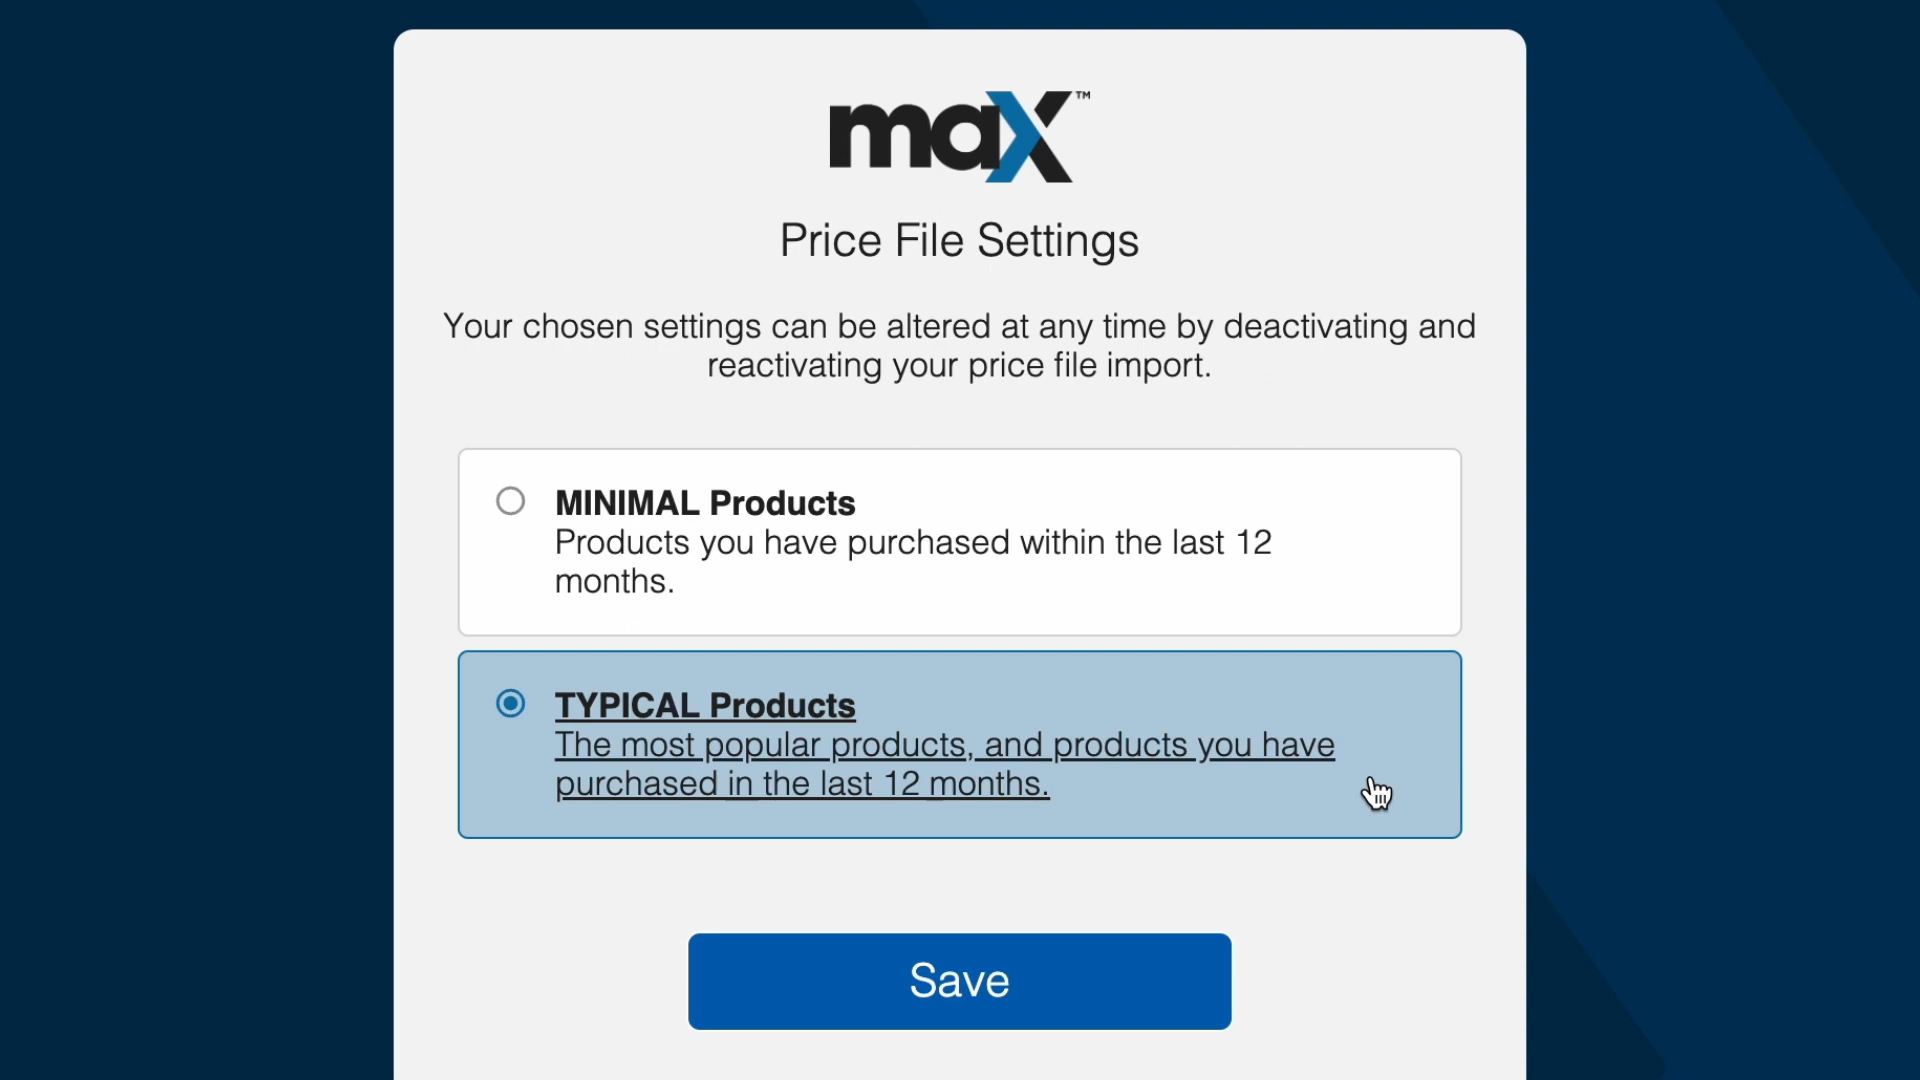 max™
Price File Settings
Your chosen settings can be altered at any time by deactivating and
reactivating your price file import.
MINIMAL Products
Products you have purchased within the last 12
months.
TYPICAL Products
The most popular products, and products you have
purchased in the last 12 months.
Save